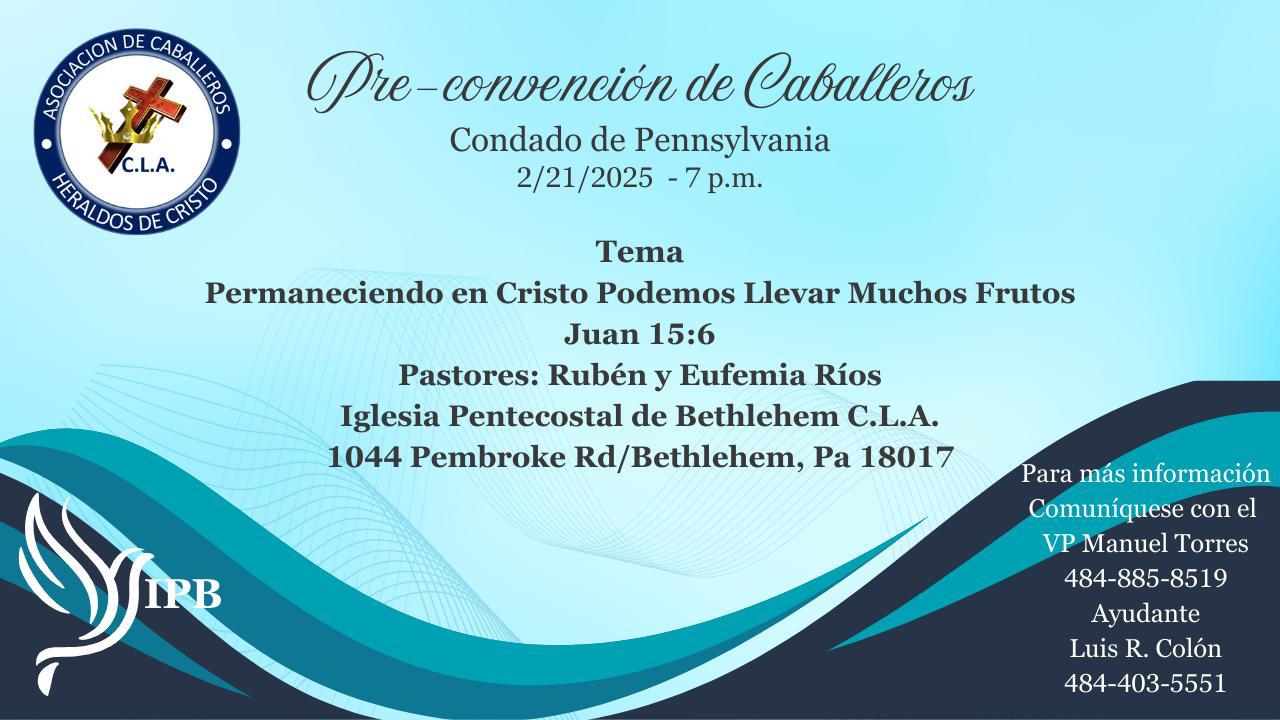 ASOCIACION DE CABALLEROS
C.L.A.
HERALDOS DE CRISTO
Pre-convención de Caballeros
Condado de Pennsylvania
2/21/2025 - 7 p.m.
Tema
Permaneciendo en Cristo Podemos Llevar Muchos Frutos
Juan 15:6
Pastores: Rubén y Eufemia Ríos
Iglesia Pentecostal de Bethlehem C.L.A.
1044 Pembroke Rd/Bethlehem, Pa 18017
IPB
Para más información
Comuníquese con el
VP Manuel Torres
484-885-8519
Ayudante
Luis R. Colón
484-403-5551